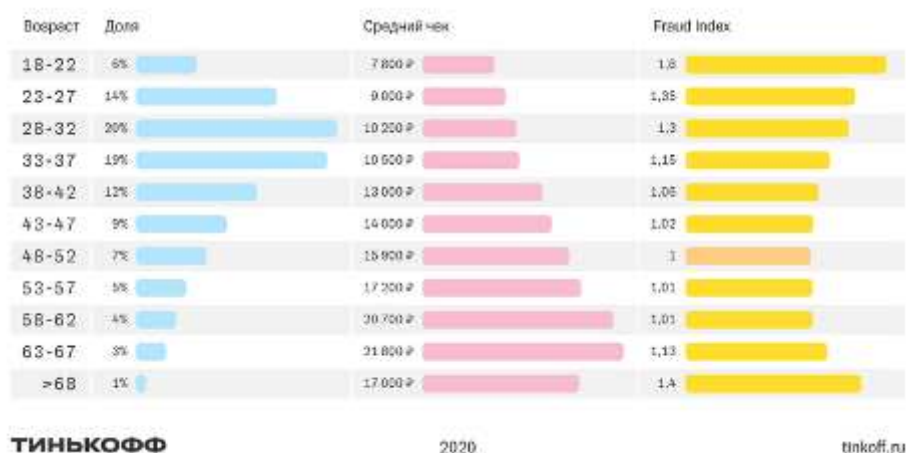 Возраст Доля Средний чек Fraud Index
18-22 6% 7 800 ₽ 1,6
23-27 14% 9 000 ₽ 1,35
28-32 20% 10 200 ₽ 1,3
33-37 19% 10 500 ₽ 1,15
38-42 12% 13 000 ₽ 1,06
43-47 9% 14 000 ₽ 1,02
48-52 7% 15 900 ₽ 1
53-57 5% 17 200 ₽ 1,01
58-62 4% 20 700 ₽ 1,01
63-67 3% 21 800 ₽ 1,13
>68 1% 17 000 ₽ 1,4
ТИНЬКОФФ 2020 tinkoff.ru